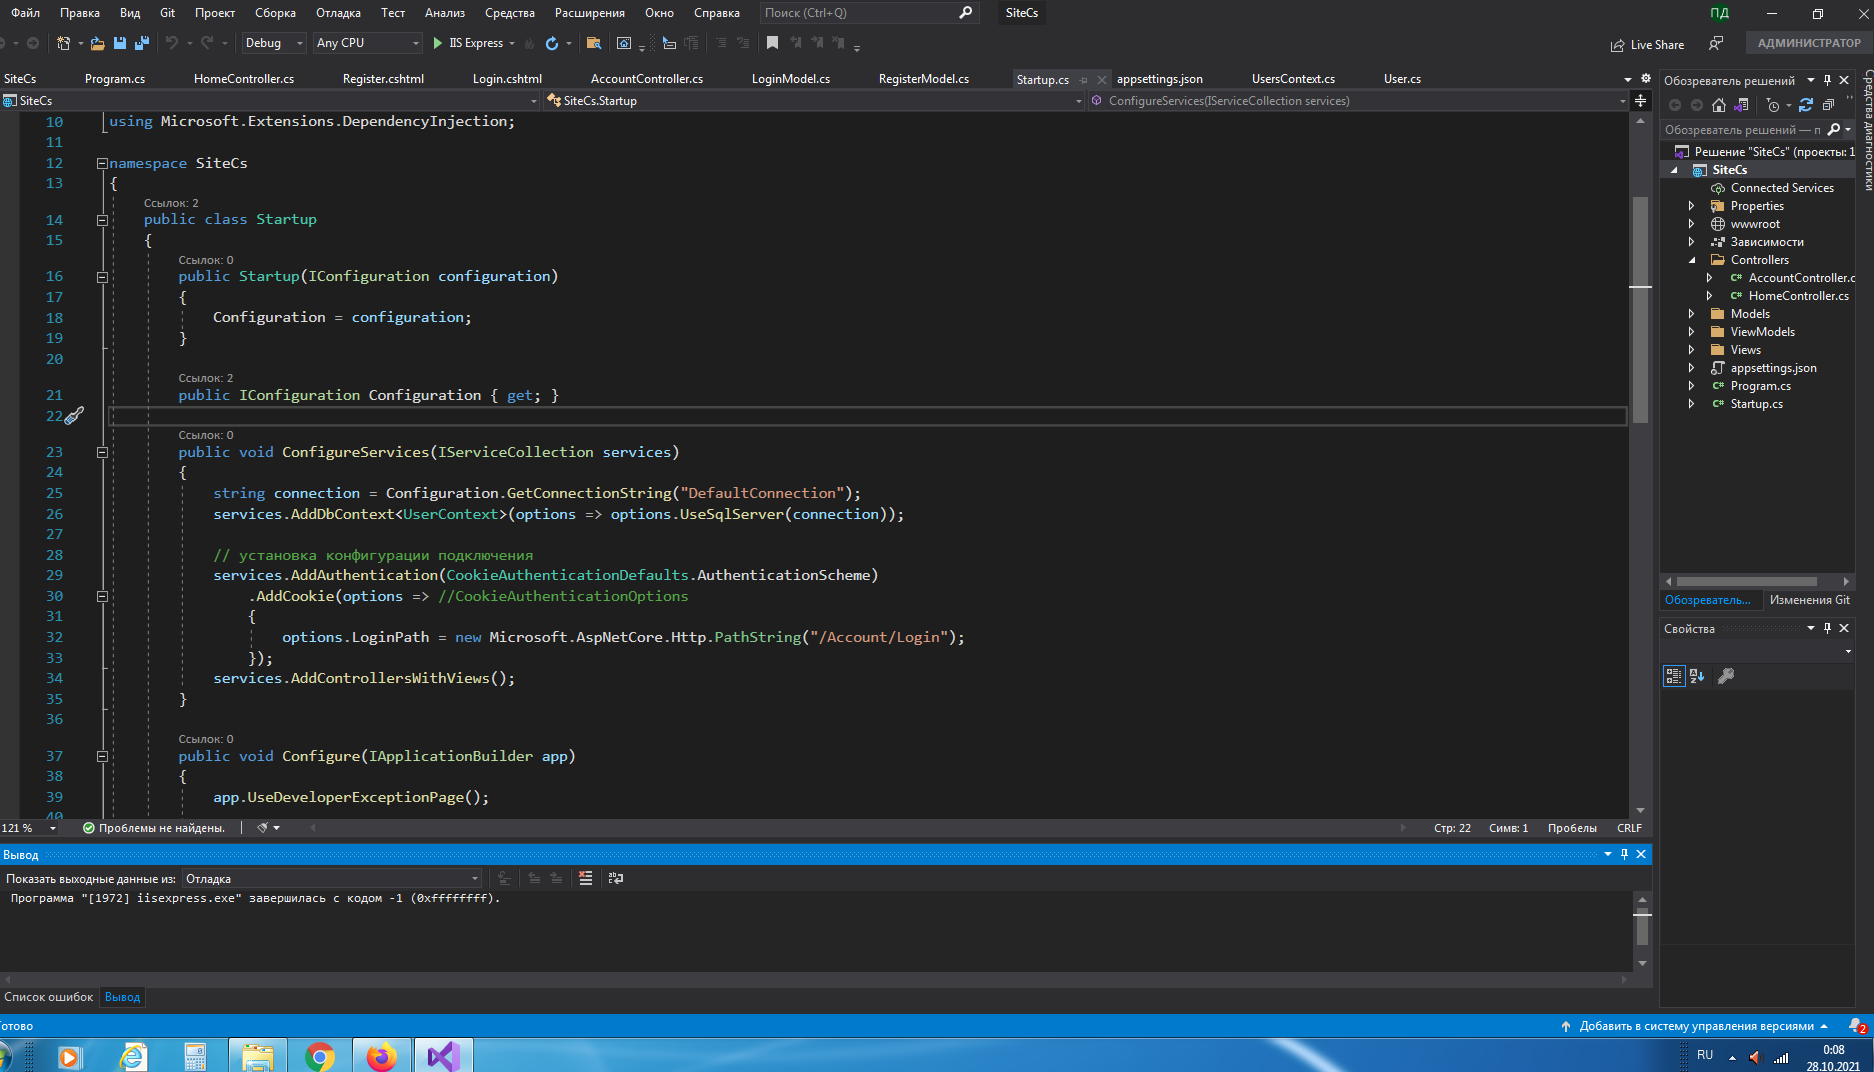 Файл Правка Вид Git Проект Сборка Отладка Тест Анализ Средства Расширения Окно Справка Поиск (Ctrl+Q) SiteCs ПД
Debug Any CPU IIS Express Live Share АДМИНИСТРАТОР
SiteCs Program.cs HomeController.cs Register.cshtml Login.cshtml AccountController.cs LoginModel.cs RegisterModel.cs Startup.cs appsettings.json UsersContext.cs User.cs
SiteCs SiteCs.Startup ConfigureServices(IServiceCollection services)
10 using Microsoft.Extensions.DependencyInjection;
11
12 namespace SiteCs
13 {
Ссылок: 2
14 public class Startup
15 {
Ссылок: 0
16 public Startup(IConfiguration configuration)
17 {
18 Configuration = configuration;
19 }
20
Ссылок: 2
21 public IConfiguration Configuration { get; }
22
Ссылок: 0
23 public void ConfigureServices(IServiceCollection services)
24 {
25 string connection = Configuration.GetConnectionString("DefaultConnection");
26 services.AddDbContext<UserContext>(options => options.UseSqlServer(connection));
27
28 // установка конфигурации подключения
29 services.AddAuthentication(CookieAuthenticationDefaults.AuthenticationScheme)
30 .AddCookie(options => //CookieAuthenticationOptions
31 {
32 options.LoginPath = new Microsoft.AspNetCore.Http.PathString("/Account/Login");
33 });
34 services.AddControllersWithViews();
35 }
36
Ссылок: 0
37 public void Configure(IApplicationBuilder app)
38 {
39 app.UseDeveloperExceptionPage();
40
121 % Проблемы не найдены. Стр: 22 Симв: 1 Пробелы CRLF
Вывод
Показать выходные данные из: Отладка
Программа "[1972] iisexpress.exe" завершилась с кодом -1 (0xffffffff).
Список ошибок Вывод
Обозреватель решений
Обозреватель решений — п
Решение "SiteCs" (проекты: 1
SiteCs
Connected Services
Properties
wwwroot
Зависимости
Controllers
AccountController.c
HomeController.cs
Models
ViewModels
Views
appsettings.json
Program.cs
Startup.cs
Обозреватель... Изменения Git
Свойства
Средства диагностики
Готово Добавить в систему управления версиями 2
RU 0:08
28.10.2021